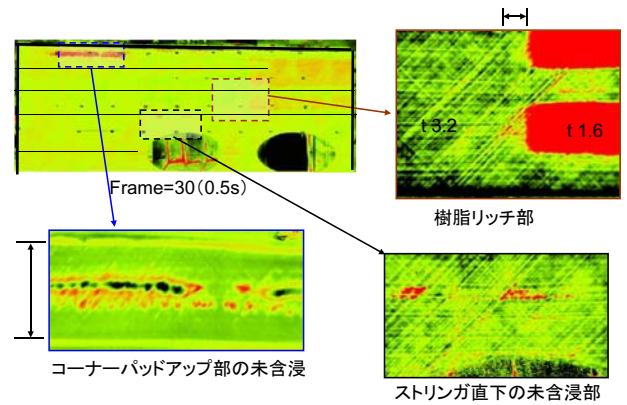 t 3.2
t 1.6
樹脂リッチ部
Frame=30(0.5s)
コーナーパッドアップ部の未含浸
ストリンガ直下の未含浸部